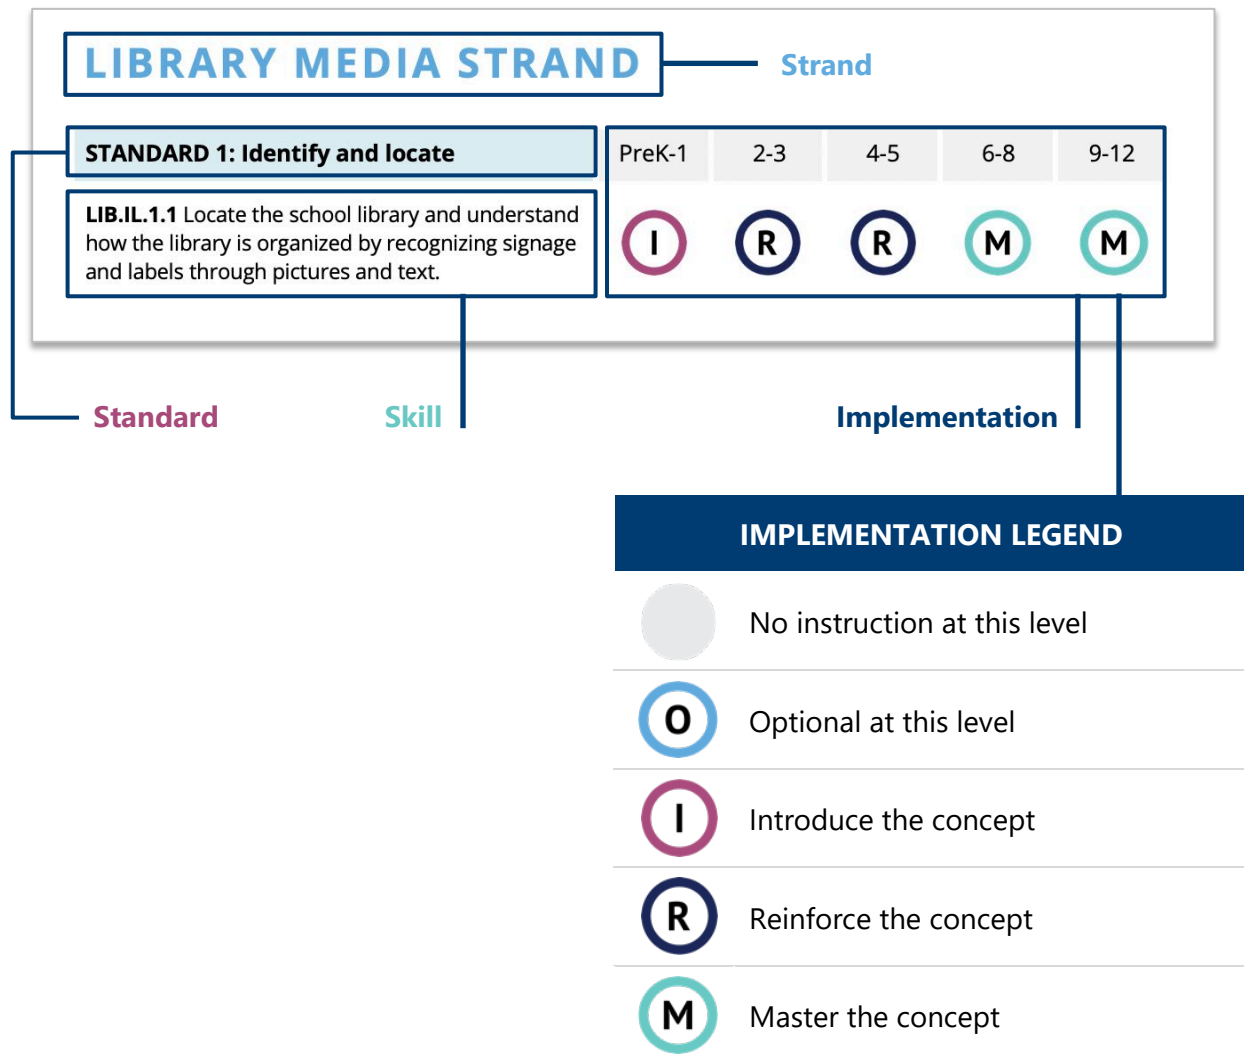 LIBRARY MEDIA STRAND
Strand
STANDARD 1: Identify and locate
PreK-1 2-3 4-5 6-8 9-12
LIB.IL.1.1 Locate the school library and understand
how the library is organized by recognizing signage
and labels through pictures and text.
I R R M M
Standard
Skill
Implementation
IMPLEMENTATION LEGEND
No instruction at this level
O Optional at this level
I Introduce the concept
R Reinforce the concept
M Master the concept